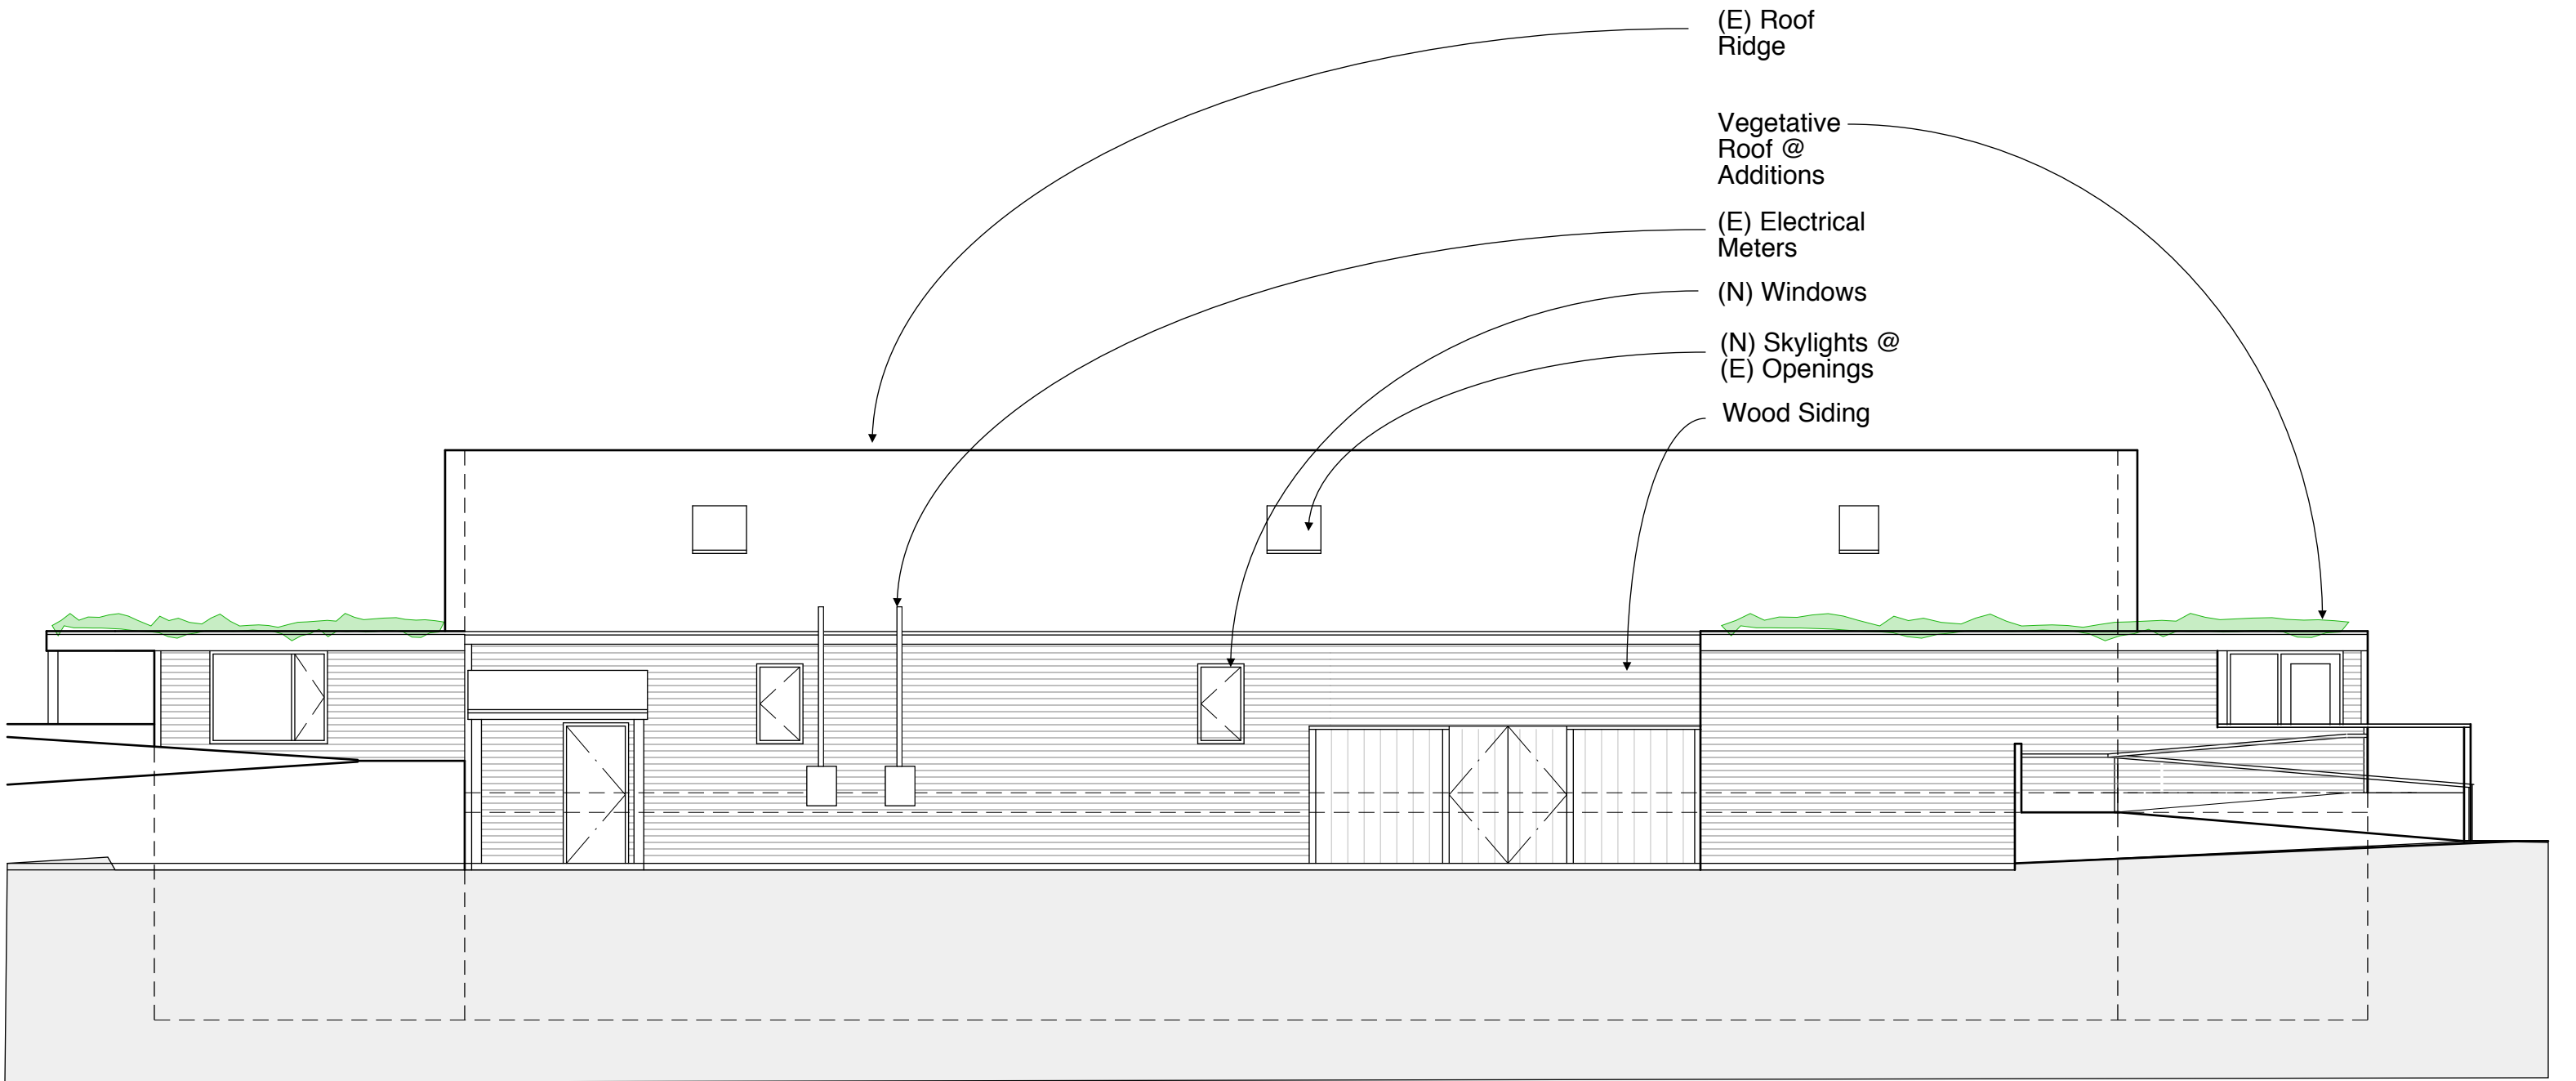 (E) Roof
Ridge
Vegetative
Roof @
Additions
(E) Electrical
Meters
(N) Windows
(N) Skylights @
(E) Openings
Wood Siding